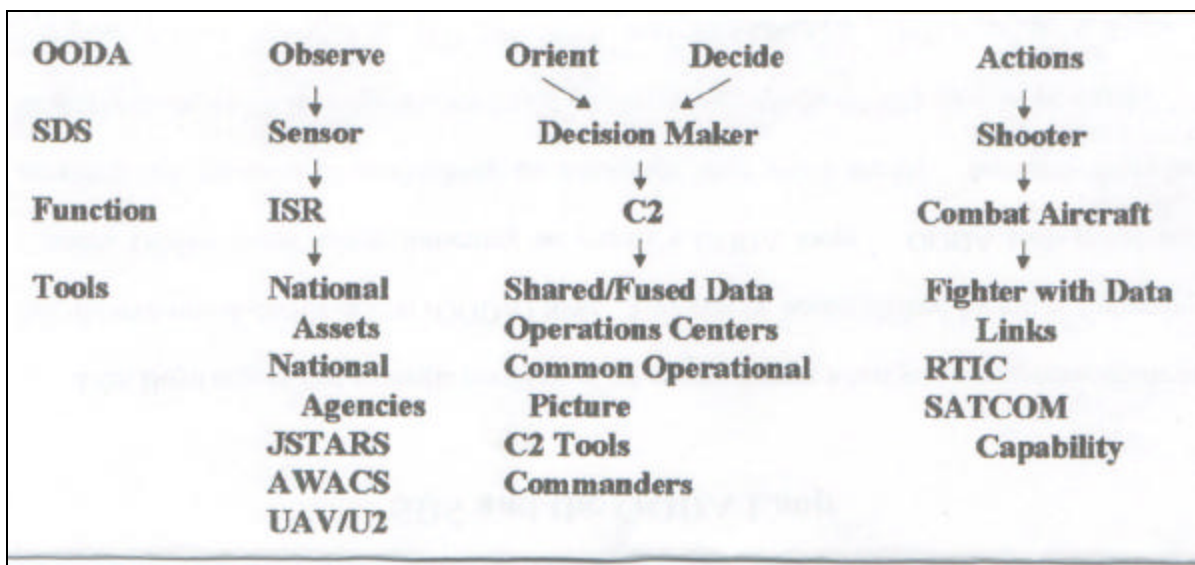 OODA Observe Orient Decide Actions
SDS Sensor Decision Maker Shooter
Function ISR C2 Combat Aircraft
Tools National Shared/Fused Data Fighter with Data
Assets Operations Centers Links
National Common Operational RTIC
Agencies Picture SATCOM
JSTARS C2 Tools Capability
AWACS Commanders
UAV/U2